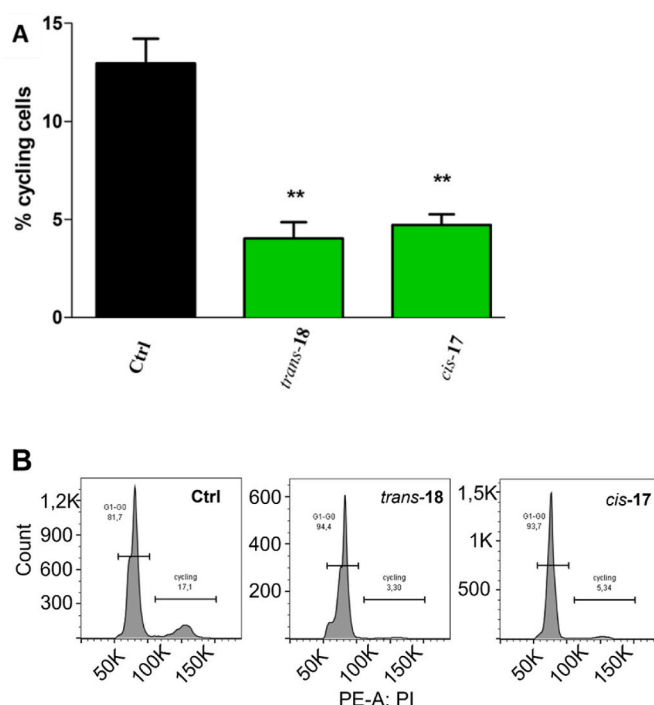 A
% cycling cells
15
10
5
0
**
**
Ctrl
trans-18
cis-17
B
Count
1,2K
900
600
300
G1-G0
81,7
Ctrl
cycling
17,1
50K
100K
150K
600
400
200
G1-G0
94,4
trans-18
cycling
3,30
50K
100K
150K
1,5K
1K
500
G1-G0
93,7
cis-17
cycling
5,34
50K
100K
150K
PE-A: PI